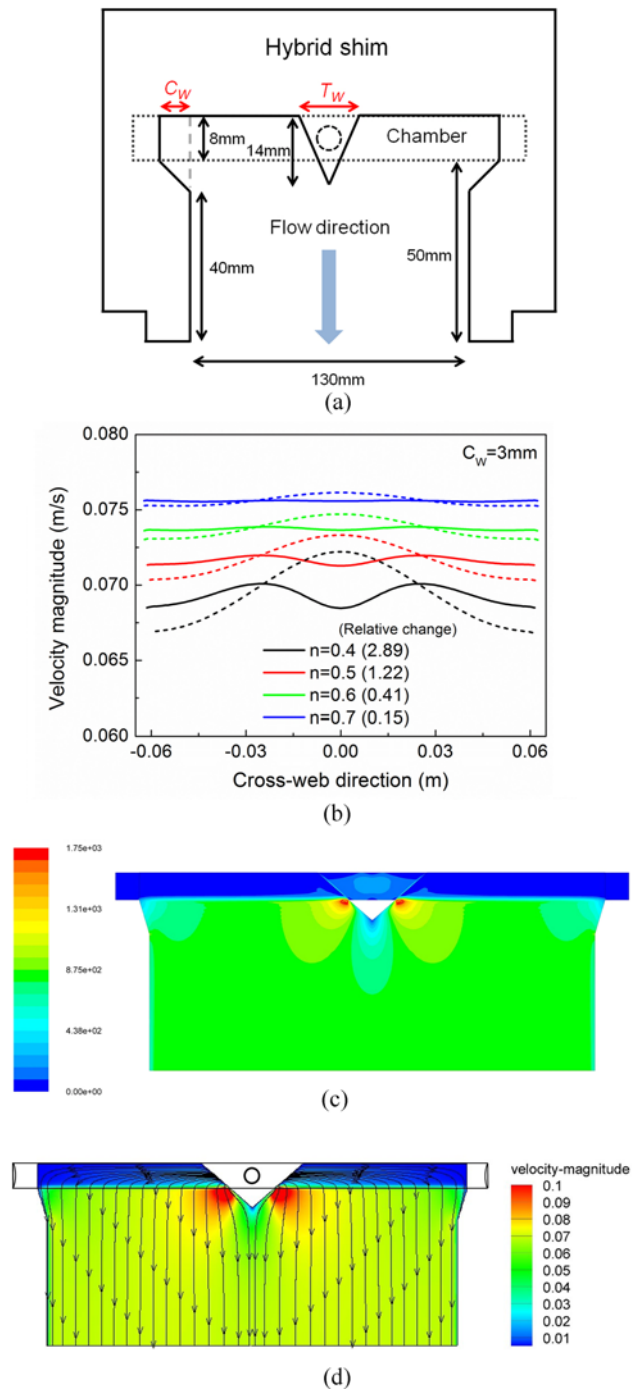 Hybrid shim
C_W
T_W
8mm
14mm
Chamber
Flow direction
40mm
50mm
130mm
(a)
C_W=3mm
0.080
0.075
0.070
0.065
0.060
Velocity magnitude (m/s)
(Relative change)
n=0.4 (2.89)
n=0.5 (1.22)
n=0.6 (0.41)
n=0.7 (0.15)
-0.06 -0.03 0.00 0.03 0.06
Cross-web direction (m)
(b)
1.75e+03
1.31e+03
8.75e+02
4.38e+02
0.00e+00
(c)
velocity-magnitude
0.1
0.09
0.08
0.07
0.06
0.05
0.04
0.03
0.02
0.01
(d)